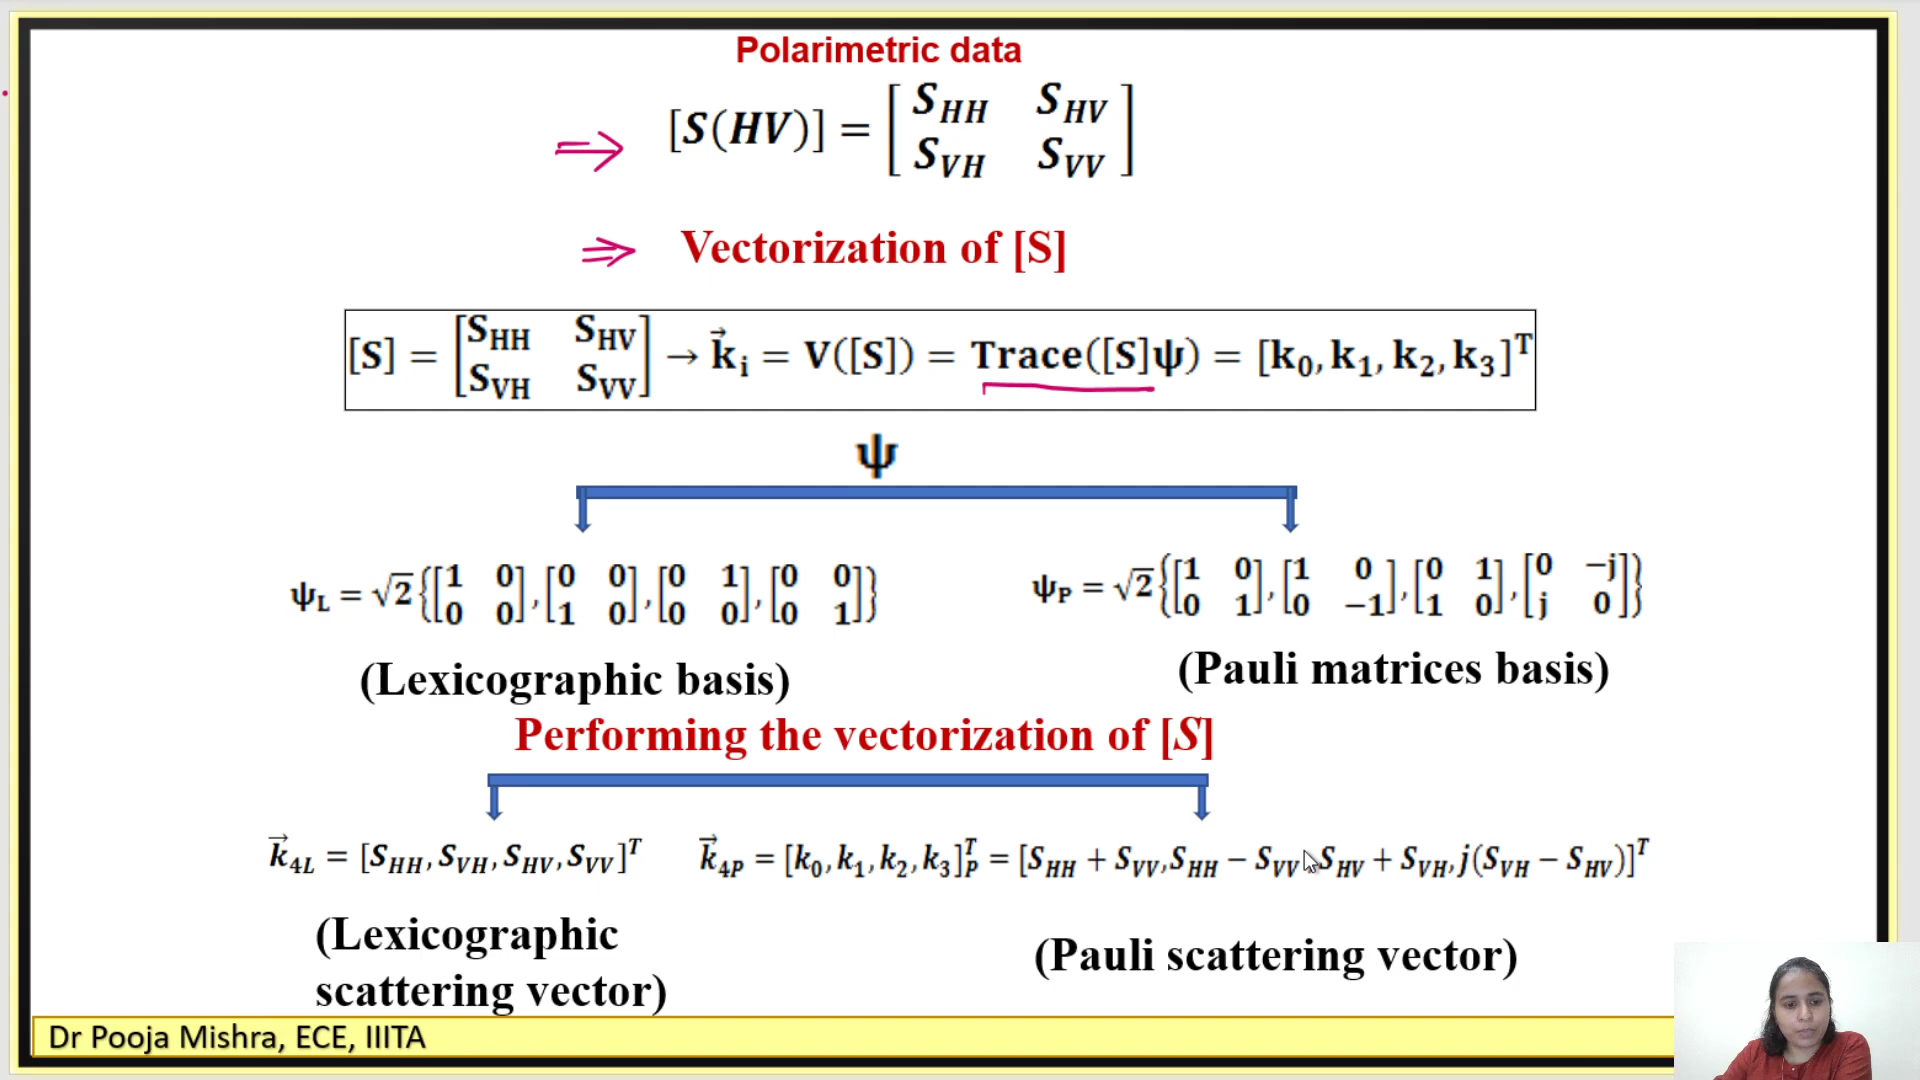 Polarimetric data
[S(HV)] = [ S_HH S_HV
S_VH S_VV ]
Vectorization of [S]
[S] = [ S_HH S_HV
S_VH S_VV ] → k⃗_i = V([S]) = Trace([S]ψ) = [k_0, k_1, k_2, k_3]^T
ψ
ψ_L = √2 { [1 0; 0 0], [0 0; 1 0], [0 1; 0 0], [0 0; 0 1] }
ψ_P = √2 { [1 0; 0 1], [1 0; 0 −1], [0 1; 1 0], [0 −j; j 0] }
(Lexicographic basis)
(Pauli matrices basis)
Performing the vectorization of [S]
k⃗_4L = [S_HH, S_VH, S_HV, S_VV]^T
k⃗_4P = [k_0, k_1, k_2, k_3]_P^T = [S_HH + S_VV, S_HH − S_VV, S_HV + S_VH, j(S_VH − S_HV)]^T
(Lexicographic
scattering vector)
(Pauli scattering vector)
Dr Pooja Mishra, ECE, IIITA